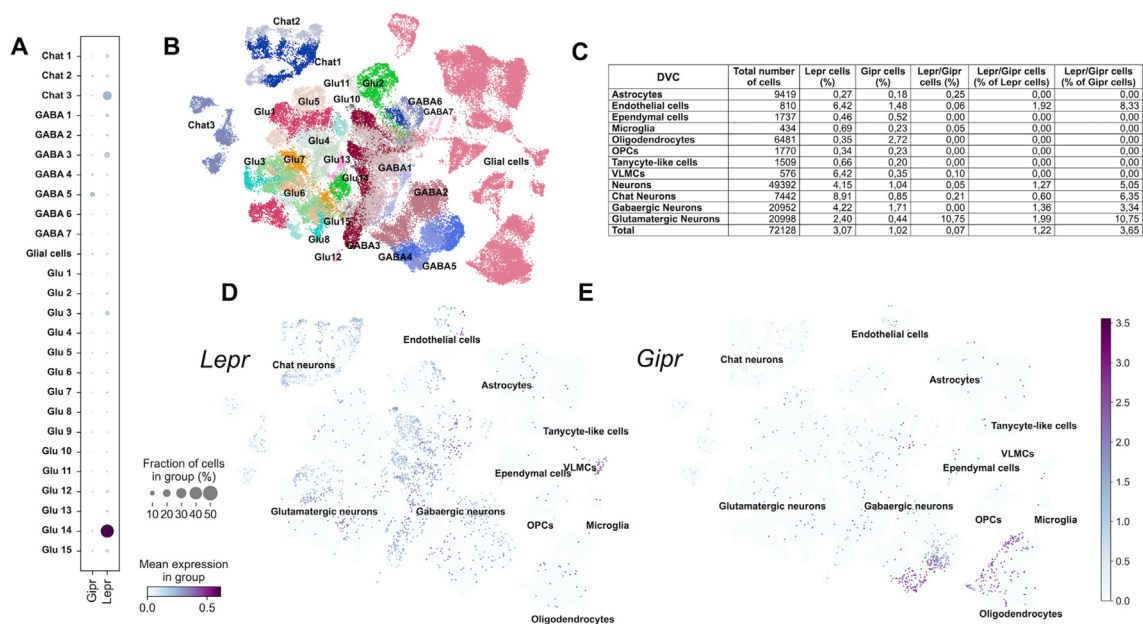 A
Chat 1
Chat 2
Chat 3
GABA 1
GABA 2
GABA 3
GABA 4
GABA 5
GABA 6
GABA 7
Glial cells
Glu 1
Glu 2
Glu 3
Glu 4
Glu 5
Glu 6
Glu 7
Glu 8
Glu 9
Glu 10
Glu 11
Glu 12
Glu 13
Glu 14
Glu 15
Gipr
Lepr
Fraction of cells
in group (%)
10 20 30 40 50
Mean expression
in group
0.0 0.5
B
Chat2
Chat1
Glu11
Glu2
Glu10
GABA6
GABA7
Glu5
Glu1
Chat3
Glu4
Glu3
Glu7
Glu13
GABA1
Glial cells
Glu14
Glu6
GABA2
Glu15
Glu8
GABA3
Glu12
GABA4
GABA5
C
DVC Total number of cells Lepr cells (%) Gipr cells (%) Lepr/Gipr cells (%) Lepr/Gipr cells (% of Lepr cells) Lepr/Gipr cells (% of Gipr cells)
Astrocytes 9419 0,27 0,18 0,25 0,00 0,00
Endothelial cells 810 6,42 1,48 0,06 1,92 8,33
Ependymal cells 1737 0,46 0,52 0,00 0,00 0,00
Microglia 434 0,69 0,23 0,05 0,00 0,00
Oligodendrocytes 6481 0,35 2,72 0,00 0,00 0,00
OPCs 1770 0,34 0,23 0,00 0,00 0,00
Tanycyte-like cells 1509 0,66 0,20 0,00 0,00 0,00
VLMCs 576 6,42 0,35 0,10 0,00 0,00
Neurons 49392 4,15 1,04 0,05 1,27 5,05
Chat Neurons 7442 8,91 0,85 0,21 0,60 6,35
Gabaergic Neurons 20952 4,22 1,71 0,00 1,36 3,34
Glutamatergic Neurons 20998 2,40 0,44 10,75 1,99 10,75
Total 72128 3,07 1,02 0,07 1,22 3,65
D
Lepr
Endothelial cells
Chat neurons
Astrocytes
Tanycyte-like cells
VLMCs
Ependymal cells
Glutamatergic neurons
Gabaergic neurons
OPCs
Microglia
Oligodendrocytes
E
Gipr
Endothelial cells
Chat neurons
Astrocytes
Tanycyte-like cells
VLMCs
Ependymal cells
Glutamatergic neurons
Gabaergic neurons
OPCs
Microglia
Oligodendrocytes
3.5
3.0
2.5
2.0
1.5
1.0
0.5
0.0